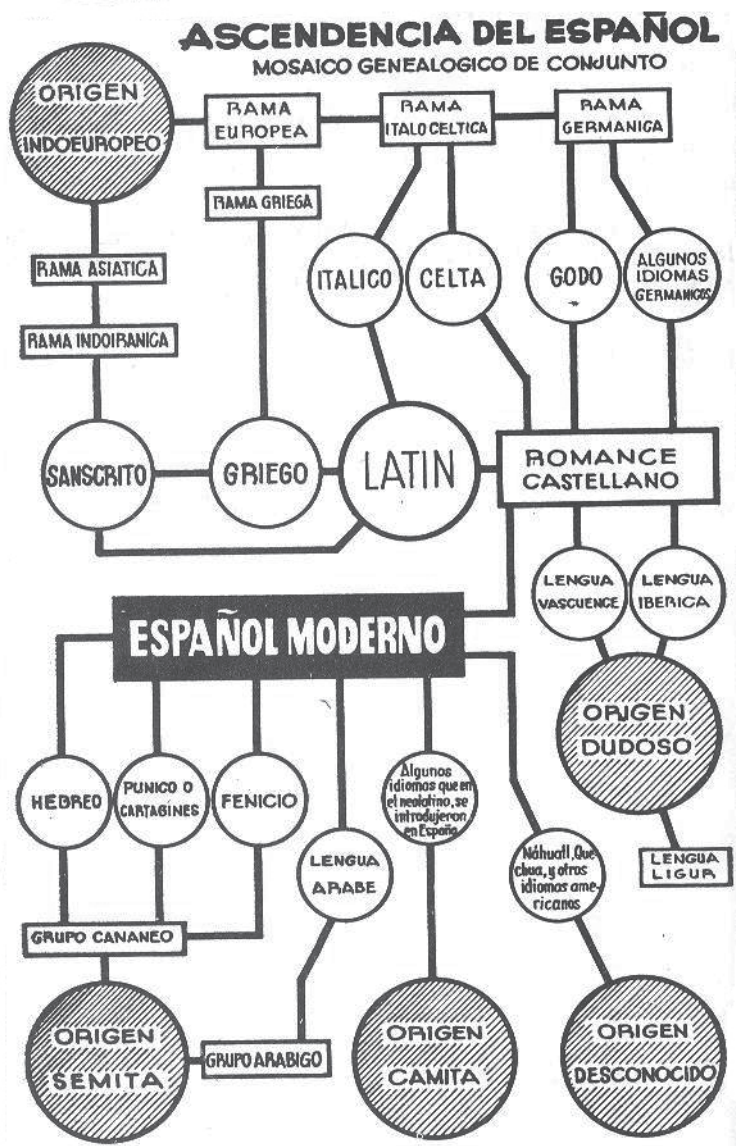 ASCENDENCIA DEL ESPAÑOL
MOSAICO GENEALOGICO DE CONJUNTO
ORIGEN
INDOEUROPEO
RAMA
EUROPEA
RAMA
ITALO CELTICA
RAMA
GERMANICA
RAMA GRIEGA
RAMA ASIATICA
RAMA INDOIRANICA
ITALICO
CELTA
GODO
ALGUNOS
IDIOMAS
GERMANICOS
SANSCRITO
GRIEGO
LATIN
ROMANCE
CASTELLANO
LENGUA
VASCUENCE
LENGUA
IBERICA
ESPAÑOL MODERNO
ORIGEN
DUDOSO
HEBREO
PUNICO O
CARTAGINES
FENICIO
LENGUA
ARABE
Algunos
idiomas que en
el neolatino, se
introdujeron
en España
Náhuatl, Que
chua, y otros
idiomas ame-
ricanos
LENGUA
LIGUR
GRUPO CANANEO
ORIGEN
SEMITA
GRUPO ARABIGO
ORIGEN
CAMITA
ORIGEN
DESCONOCIDO